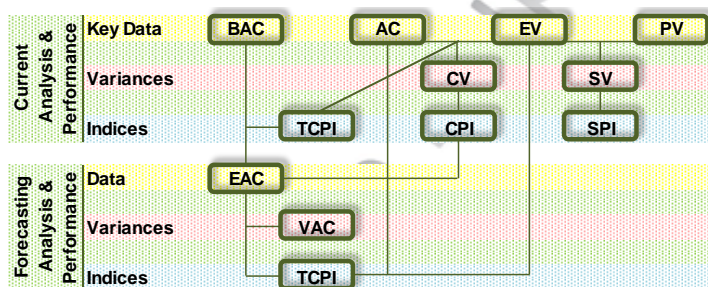 Current
Analysis &
Performance
Key Data
BAC
AC
EV
PV
Variances
CV
SV
Indices
TCPI
CPI
SPI
Forecasting
Analysis &
Performance
Data
EAC
Variances
VAC
Indices
TCPI